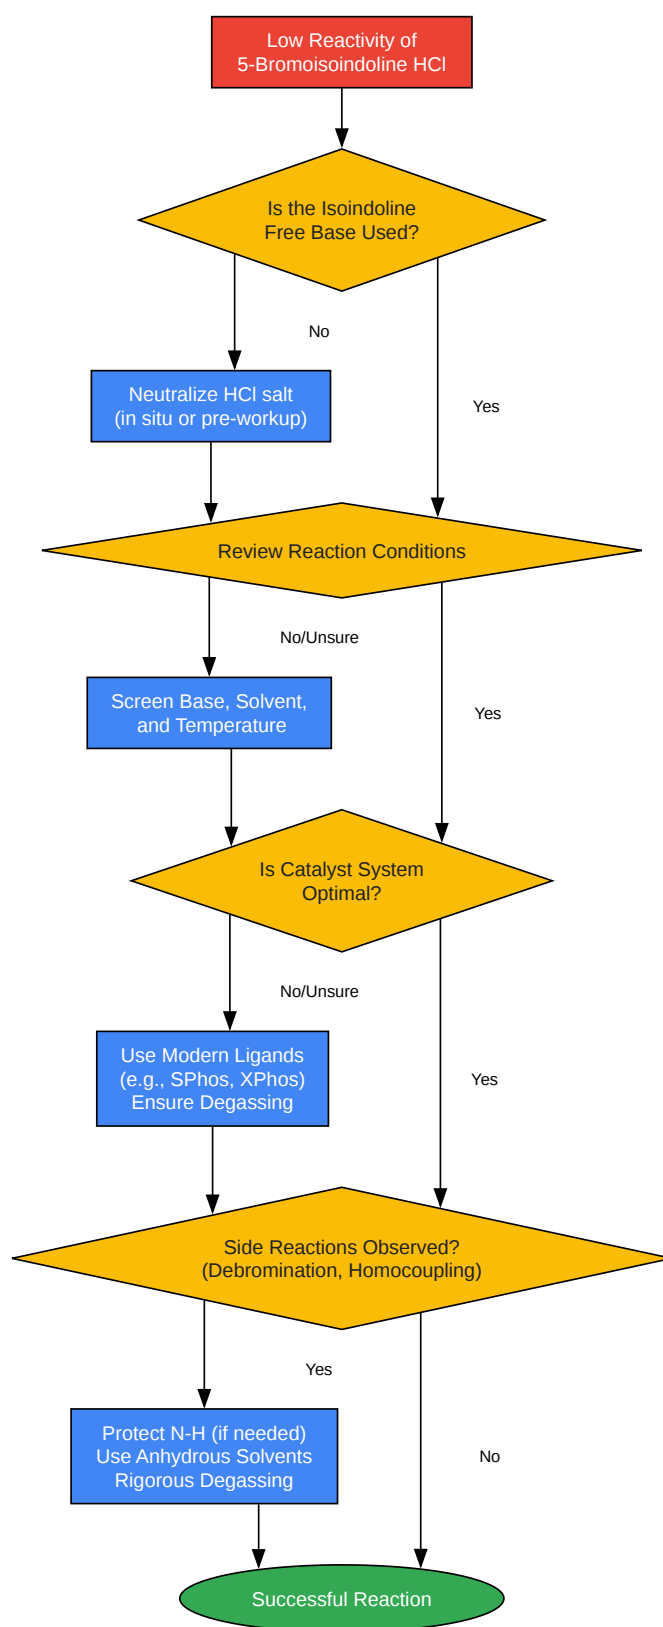 Low Reactivity of
5-Bromoisoindoline HCl
Is the Isoindoline
Free Base Used?
No
Neutralize HCl salt
(in situ or pre-workup)
Yes
Review Reaction Conditions
No/Unsure
Screen Base, Solvent,
and Temperature
Yes
Is Catalyst System
Optimal?
No/Unsure
Use Modern Ligands
(e.g., SPhos, XPhos)
Ensure Degassing
Yes
Side Reactions Observed?
(Debromination, Homocoupling)
Yes
Protect N-H (if needed)
Use Anhydrous Solvents
Rigorous Degassing
No
Successful Reaction